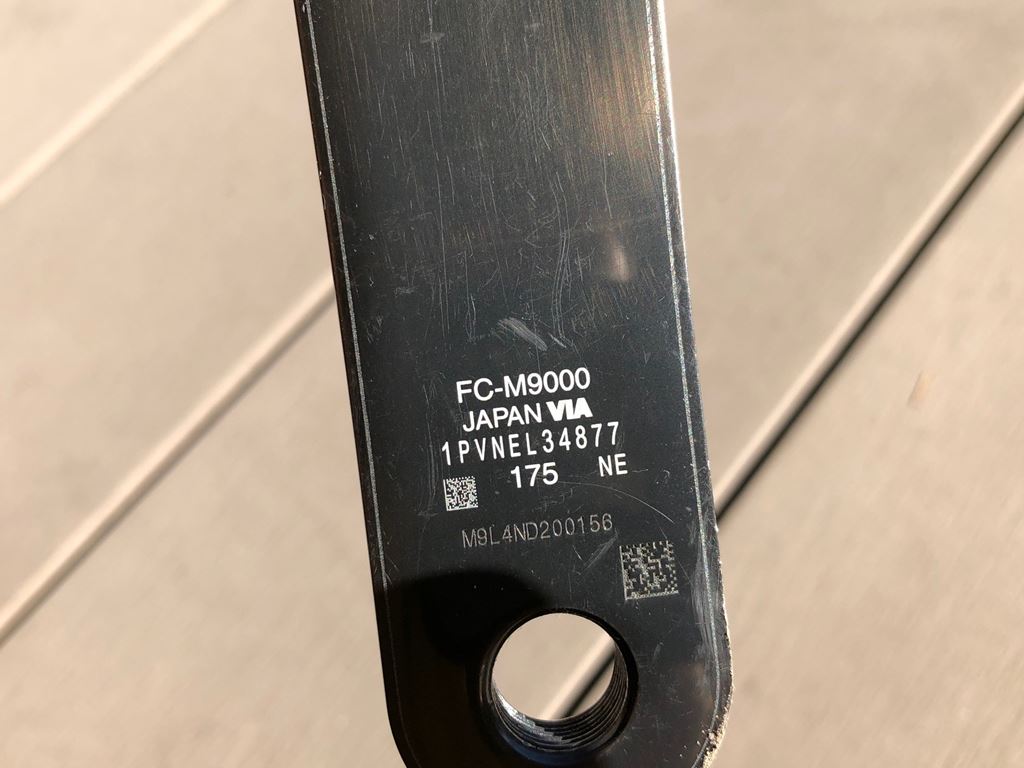 FC-M9000
JAPAN VIA
1PVNEL34877
175 NE
M9L4ND200156